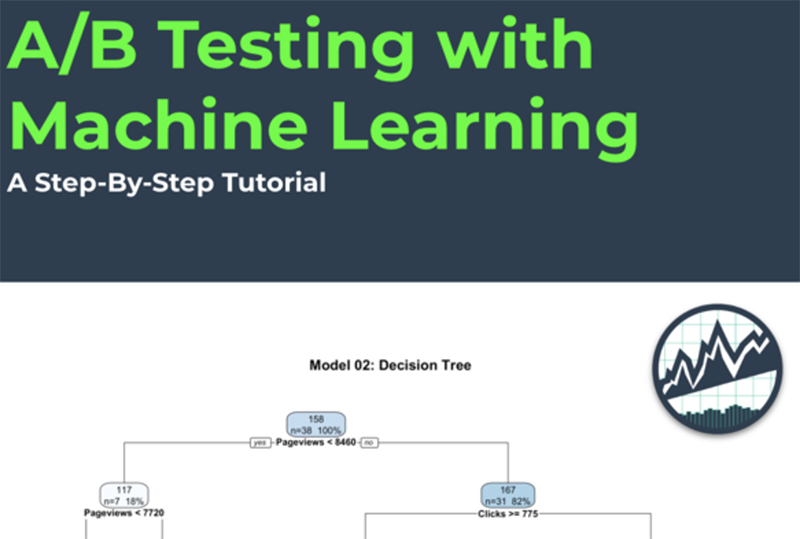 A/B Testing with
Machine Learning
A Step-By-Step Tutorial
Model 02: Decision Tree
158
n=38 100%
yes Pageviews < 8460 no
117
n=7 18%
Pageviews < 7720
167
n=31 82%
Clicks >= 775